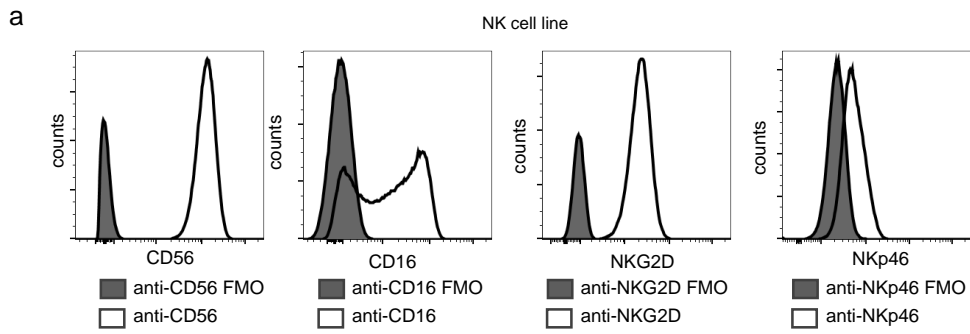 a
NK cell line
counts
counts
counts
counts
CD56
CD16
NKG2D
NKp46
anti-CD56 FMO
anti-CD56
anti-CD16 FMO
anti-CD16
anti-NKG2D FMO
anti-NKG2D
anti-NKp46 FMO
anti-NKp46